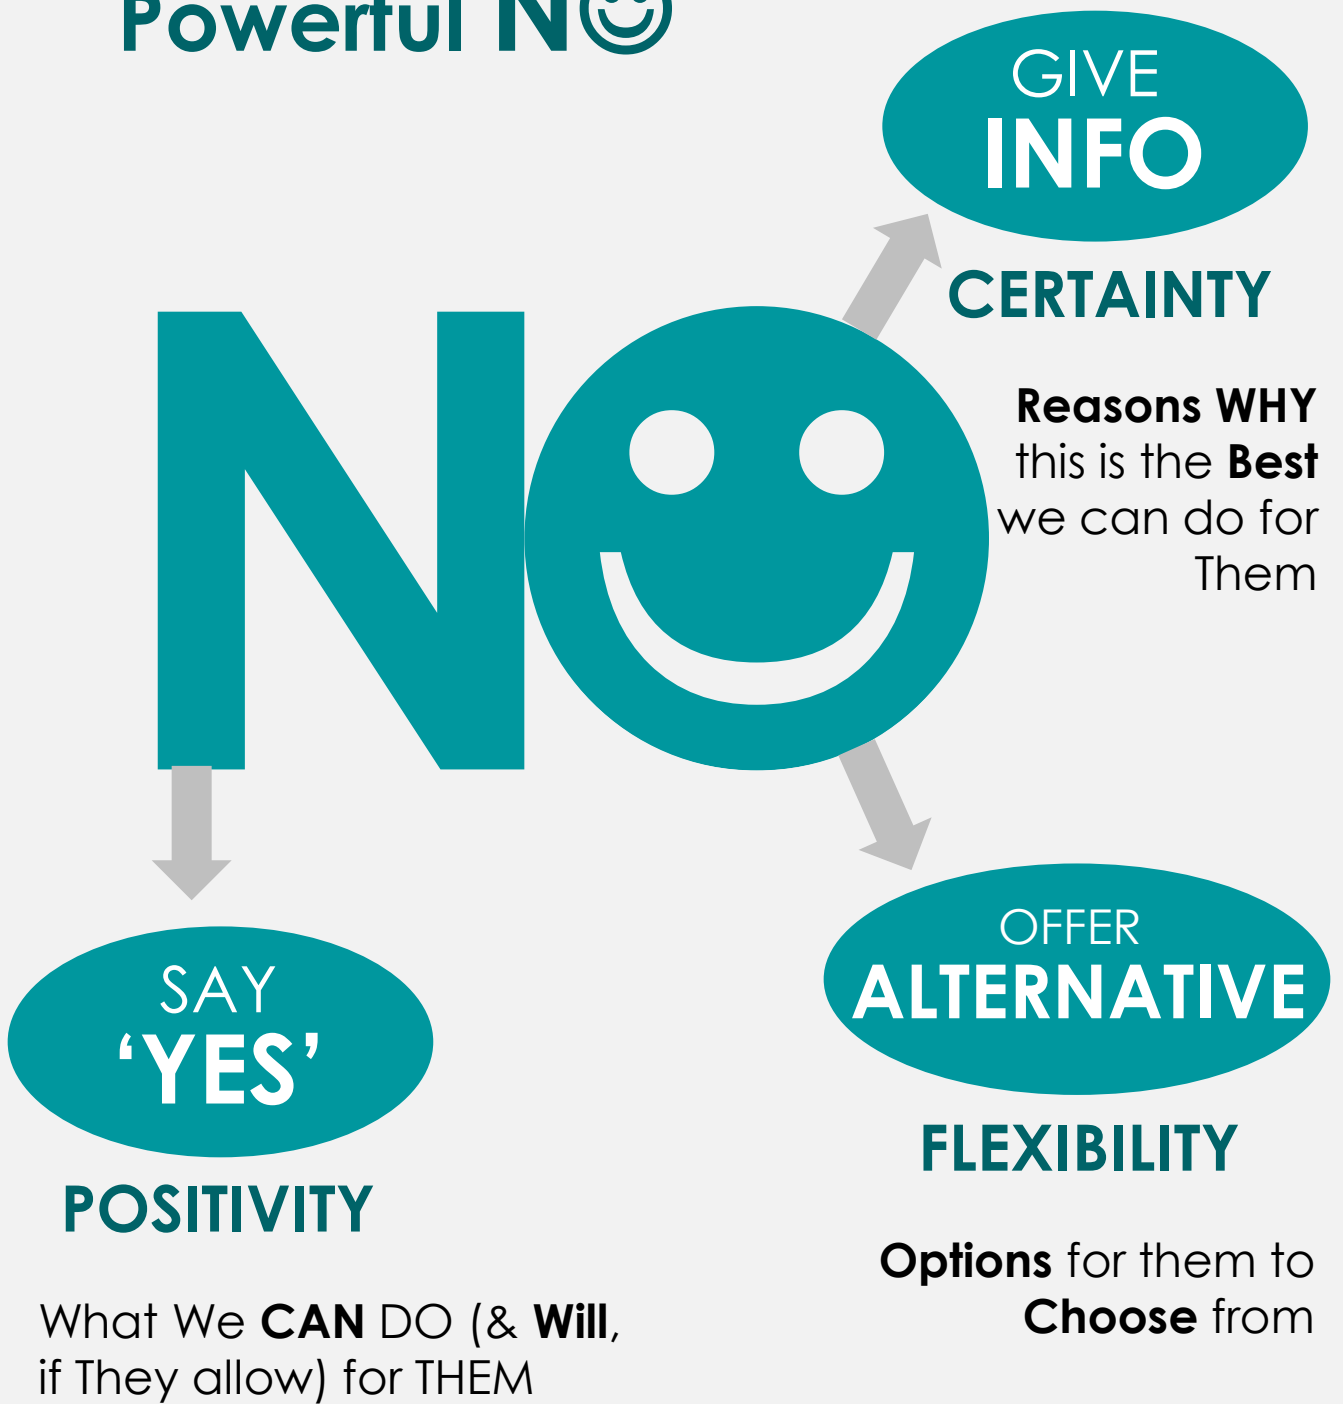 Powerful NO
GIVE
INFO
CERTAINTY
Reasons WHY
this is the Best
we can do for
Them
NO
SAY
‘YES’
POSITIVITY
What We CAN DO (& Will,
if They allow) for THEM
OFFER
ALTERNATIVE
FLEXIBILITY
Options for them to
Choose from